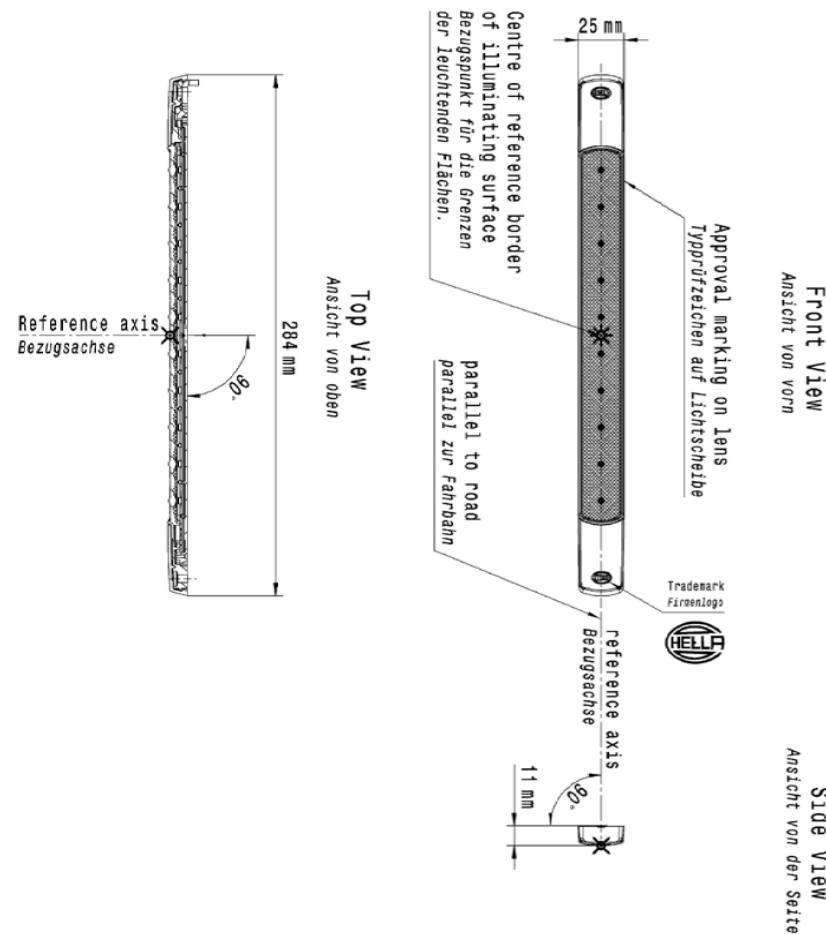 Front View
Ansicht von vorn
25 mm
HELLA
Approval marking on lens
Typprüfzeichen auf Lichtscheibe
Centre of reference border
of illuminating surface
Bezugspunkt für die Grenzen
der leuchtenden Flächen.
parallel to road
parallel zur Fahrbahn
Trademark
Firmenlogo
HELLA
HELLA
reference axis
Bezugsachse
Side View
Ansicht von der Seite
90°
11 mm
Top View
Ansicht von oben
284 mm
90°
Reference axis
Bezugsachse